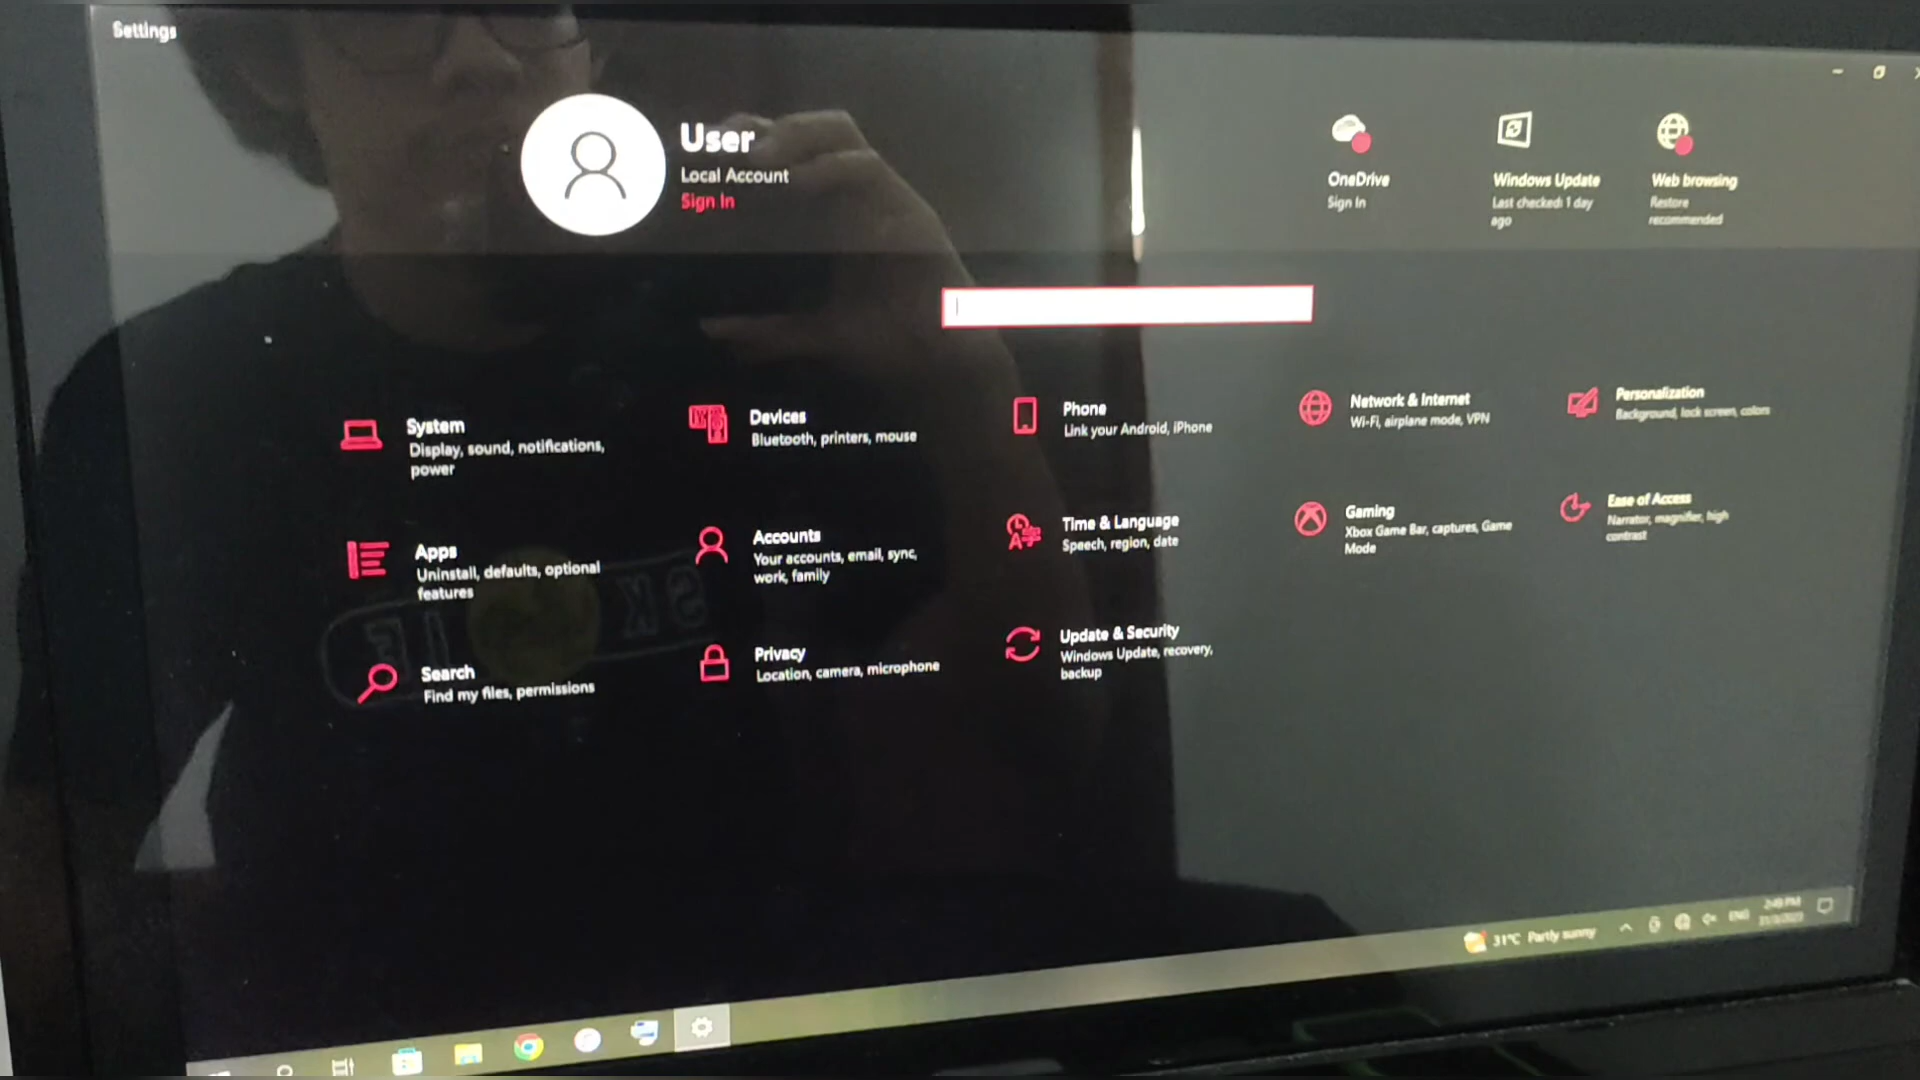 Settings
User
Local Account
Sign In
OneDrive
Sign In
Windows Update
Last checked: 1 day
ago
Web browsing
Restore
recommended
System
Display, sound, notifications,
power
Devices
Bluetooth, printers, mouse
Phone
Link your Android, iPhone
Network & Internet
Wi-Fi, airplane mode, VPN
Personalization
Background, lock screen, colors
Apps
Uninstall, defaults, optional
features
Accounts
Your accounts, email, sync,
work, family
Time & Language
Speech, region, date
Gaming
Xbox Game Bar, captures, Game
Mode
Ease of Access
Narrator, magnifier, high
contrast
Search
Find my files, permissions
Privacy
Location, camera, microphone
Update & Security
Windows Update, recovery,
backup
31°C Partly sunny
ENG
2:49 PM